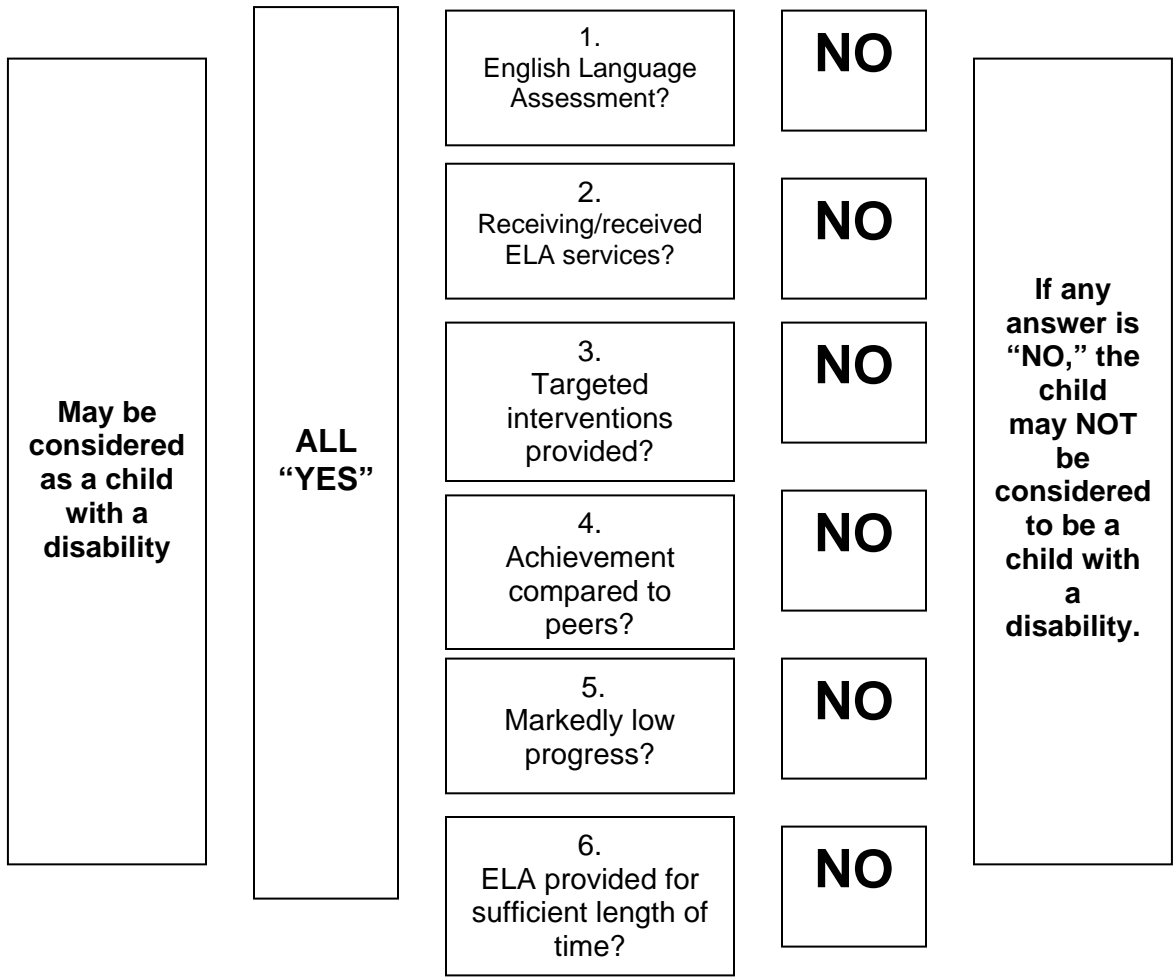 May be
considered
as a child
with a
disability
ALL
“YES”
1.
English Language
Assessment?
2.
Receiving/received
ELA services?
3.
Targeted
interventions
provided?
4.
Achievement
compared to
peers?
5.
Markedly low
progress?
6.
ELA provided for
sufficient length of
time?
NO
NO
NO
NO
NO
NO
If any
answer is
“NO,” the
child
may NOT
be
considered
to be a
child with
a
disability.